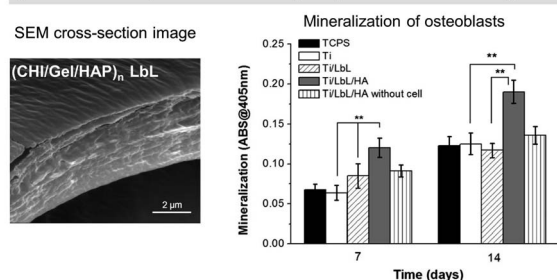 SEM cross-section image
(CHI/Gel/HAP)n LbL
2 μm
Mineralization of osteoblasts
Mineralization (ABS@405nm)
0.25
0.20
0.15
0.10
0.05
0.00
TCPS
Ti
Ti/LbL
Ti/LbL/HA
Ti/LbL/HA without cell
**
**
**
7
14
Time (days)